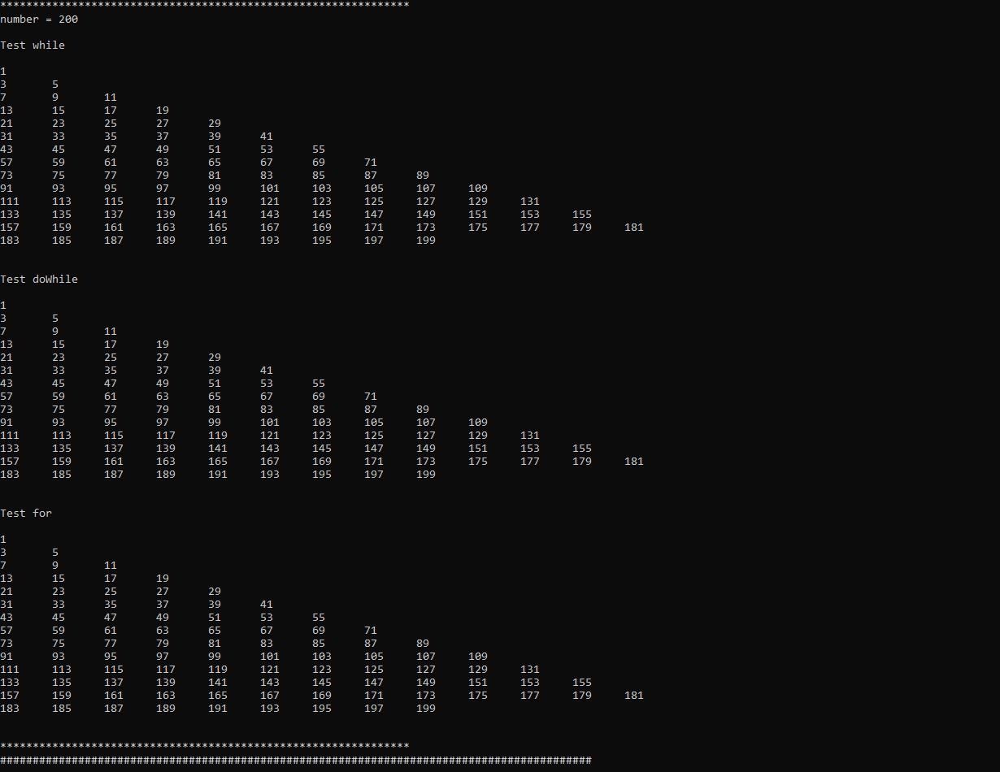 ***************************************************************
number = 200
Test while
1
3 5
7 9 11
13 15 17 19
21 23 25 27 29
31 33 35 37 39 41
43 45 47 49 51 53 55
57 59 61 63 65 67 69 71
73 75 77 79 81 83 85 87 89
91 93 95 97 99 101 103 105 107 109
111 113 115 117 119 121 123 125 127 129 131
133 135 137 139 141 143 145 147 149 151 153 155
157 159 161 163 165 167 169 171 173 175 177 179 181
183 185 187 189 191 193 195 197 199
Test doWhile
1
3 5
7 9 11
13 15 17 19
21 23 25 27 29
31 33 35 37 39 41
43 45 47 49 51 53 55
57 59 61 63 65 67 69 71
73 75 77 79 81 83 85 87 89
91 93 95 97 99 101 103 105 107 109
111 113 115 117 119 121 123 125 127 129 131
133 135 137 139 141 143 145 147 149 151 153 155
157 159 161 163 165 167 169 171 173 175 177 179 181
183 185 187 189 191 193 195 197 199
Test for
1
3 5
7 9 11
13 15 17 19
21 23 25 27 29
31 33 35 37 39 41
43 45 47 49 51 53 55
57 59 61 63 65 67 69 71
73 75 77 79 81 83 85 87 89
91 93 95 97 99 101 103 105 107 109
111 113 115 117 119 121 123 125 127 129 131
133 135 137 139 141 143 145 147 149 151 153 155
157 159 161 163 165 167 169 171 173 175 177 179 181
183 185 187 189 191 193 195 197 199
***************************************************************
###########################################################################################